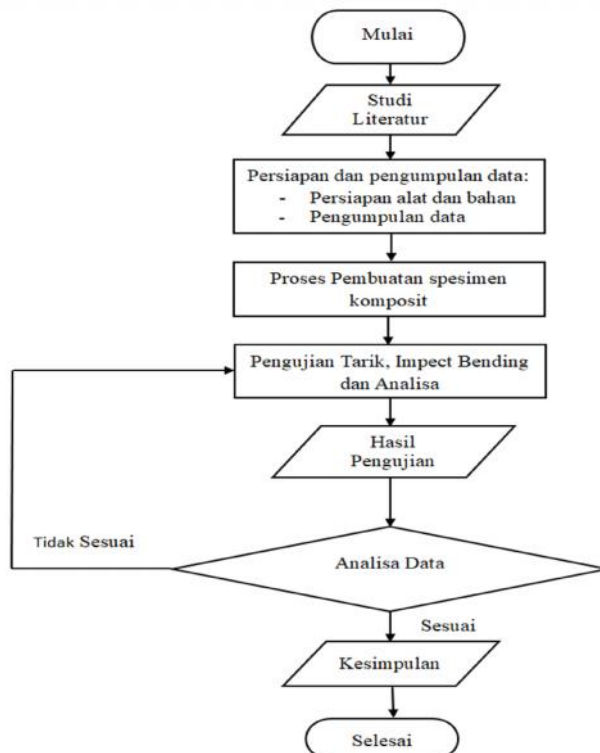 Mulai
Studi
Literatur
Persiapan dan pengumpulan data:
- Persiapan alat dan bahan
- Pengumpulan data
Proses Pembuatan spesimen
komposit
Pengujian Tarik, Impect Bending
dan Analisa
Hasil
Pengujian
Tidak Sesuai
Analisa Data
Sesuai
Kesimpulan
Selesai